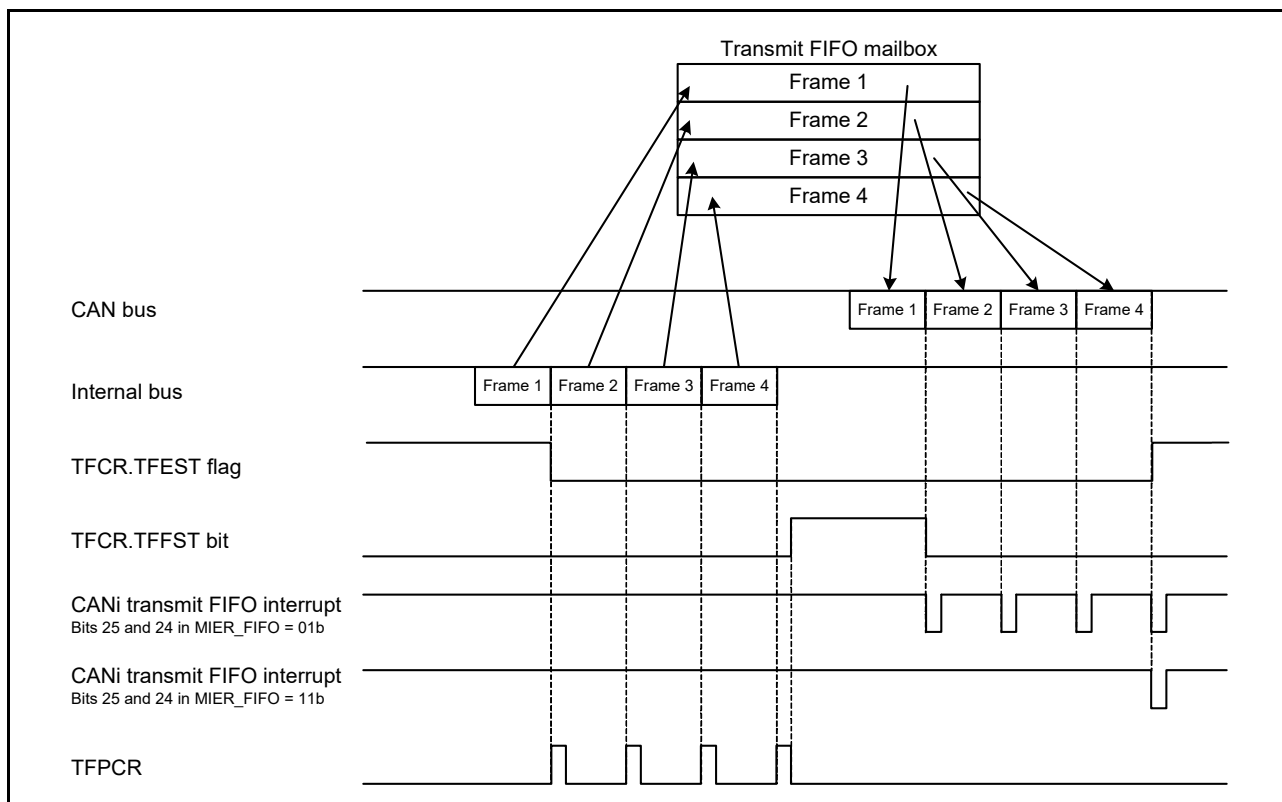 Transmit FIFO mailbox
Frame 1
Frame 2
Frame 3
Frame 4
CAN bus
Frame 1 Frame 2 Frame 3 Frame 4
Internal bus
Frame 1 Frame 2 Frame 3 Frame 4
TFCR.TFEST flag
TFCR.TFFST bit
CANi transmit FIFO interrupt
Bits 25 and 24 in MIER_FIFO = 01b
CANi transmit FIFO interrupt
Bits 25 and 24 in MIER_FIFO = 11b
TFPCR